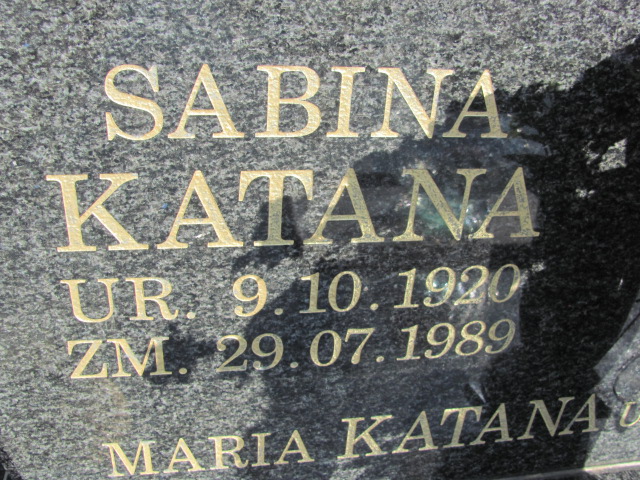 SABINA
KATANA
UR. 9.10.1920
ZM. 29.07.1989
MARIA KATANA